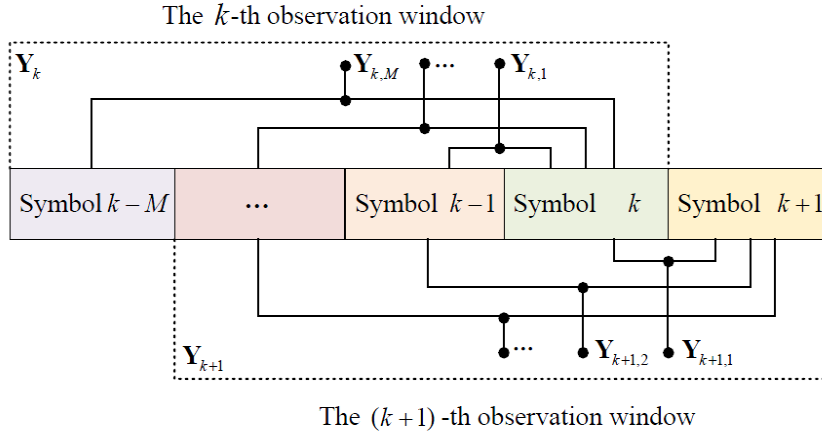 The k-th observation window
Y_k
Y_{k,M} ... Y_{k,1}
Symbol k − M ... Symbol k−1 Symbol k Symbol k+1
... Y_{k+1,2} Y_{k+1,1}
Y_{k+1}
The (k+1)-th observation window